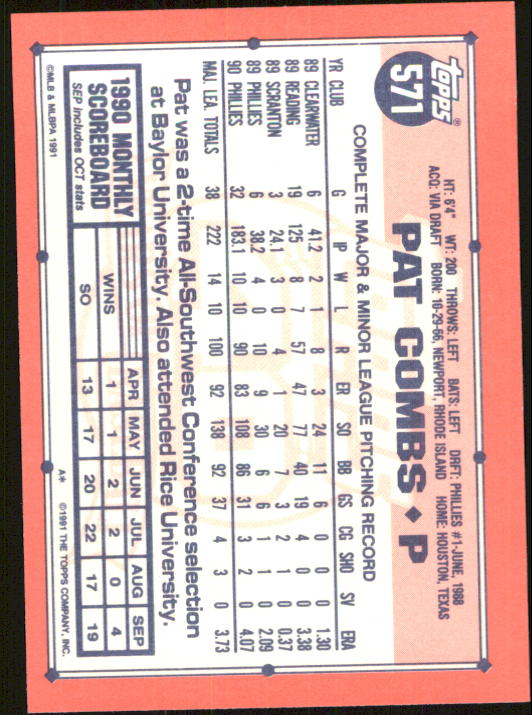 topps®
571
HT: 6'4" WT: 200 THROWS: LEFT BATS: LEFT DRFT: PHILLIES #1-JUNE, 1988
ACQ: VIA DRAFT BORN: 10-29-66, NEWPORT, RHODE ISLAND HOME: HOUSTON, TEXAS
PAT COMBS ♦ P
COMPLETE MAJOR & MINOR LEAGUE PITCHING RECORD
YR CLUB G IP W L R ER SO BB GS CG SHO SV ERA
89 CLEARWATER 6 41.2 2 1 8 3 24 11 6 0 0 0 1.30
89 READING 19 125 8 7 57 47 77 40 19 4 0 0 3.38
89 SCRANTON 3 24.1 3 0 4 1 20 7 3 2 1 0 0.37
89 PHILLIES 6 38.2 4 0 10 9 30 6 6 1 1 0 2.09
90 PHILLIES 32 183.1 10 10 90 83 108 86 31 3 2 0 4.07
MAJ. LEA. TOTALS 38 222 14 10 100 92 138 92 37 4 3 0 3.73
Pat was a 2-time All-Southwest Conference selection
at Baylor University. Also attended Rice University.
1990 MONTHLY
SCOREBOARD
SEP includes OCT stats
APR MAY JUN JUL AUG SEP
WINS 1 1 2 2 0 4
SO 13 17 20 22 17 19
©MLB & MLBPA 1991
A* ©1991 THE TOPPS COMPANY, INC.